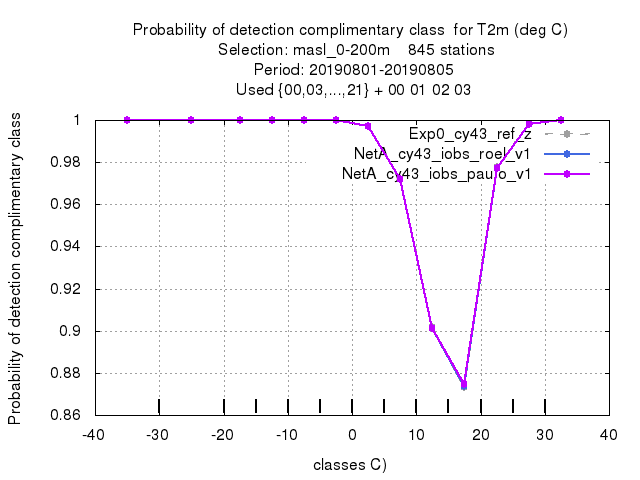 Probability of detection complimentary class for T2m (deg C)
Selection: masl_0-200m 845 stations
Period: 20190801-20190805
Used {00,03,...,21} + 00 01 02 03
Probability of detection complimentary class
1
0.98
0.96
0.94
0.92
0.9
0.88
0.86
Exp0_cy43_ref_z
NetA_cy43_iobs_roel_v1
NetA_cy43_iobs_paulo_v1
-40 -30 -20 -10 0 10 20 30 40
classes C)